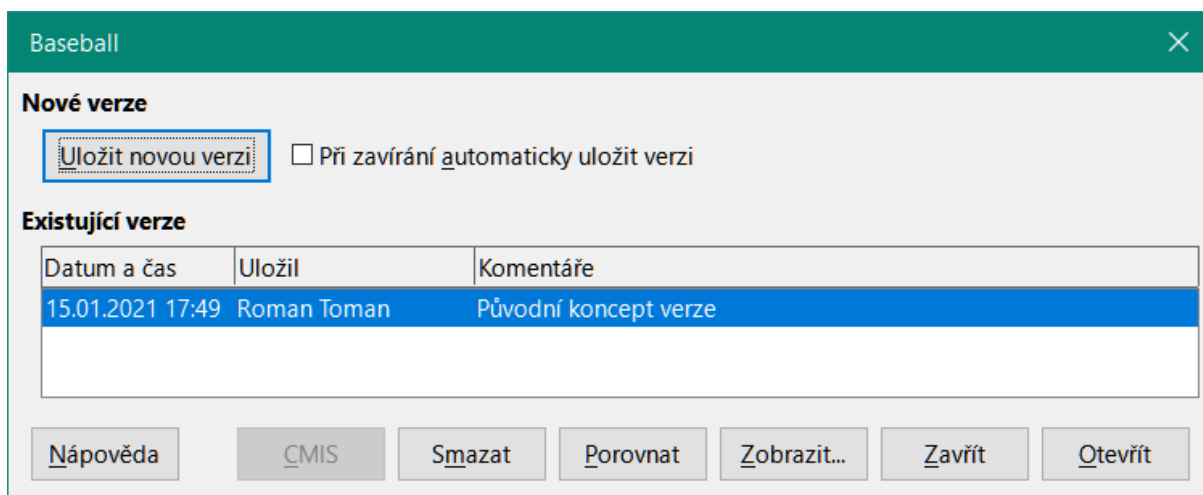 Baseball
Nové verze
Uložit novou verzi Při zavírání automaticky uložit verzi
Existující verze
Datum a čas Uložil Komentáře
15.01.2021 17:49 Roman Toman Původní koncept verze
Nápověda CMIS Smazat Porovnat Zobrazit... Zavřít Otevřít